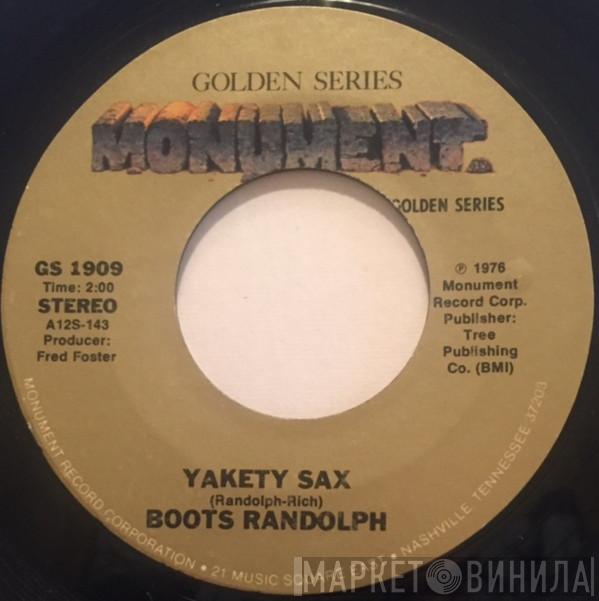 GOLDEN SERIES
MONUMENT
GOLDEN SERIES
GS 1909
Time: 2:00
STEREO
A12S-143
Producer:
Fred Foster
℗ 1976
Monument
Record Corp.
Publisher:
Tree
Publishing
Co. (BMI)
YAKETY SAX
(Randolph-Rich)
BOOTS RANDOLPH
MONUMENT RECORD CORPORATION • 21 MUSIC SQUARE EAST • NASHVILLE, TENNESSEE 37203
МАРКЕТ ВИНИЛА